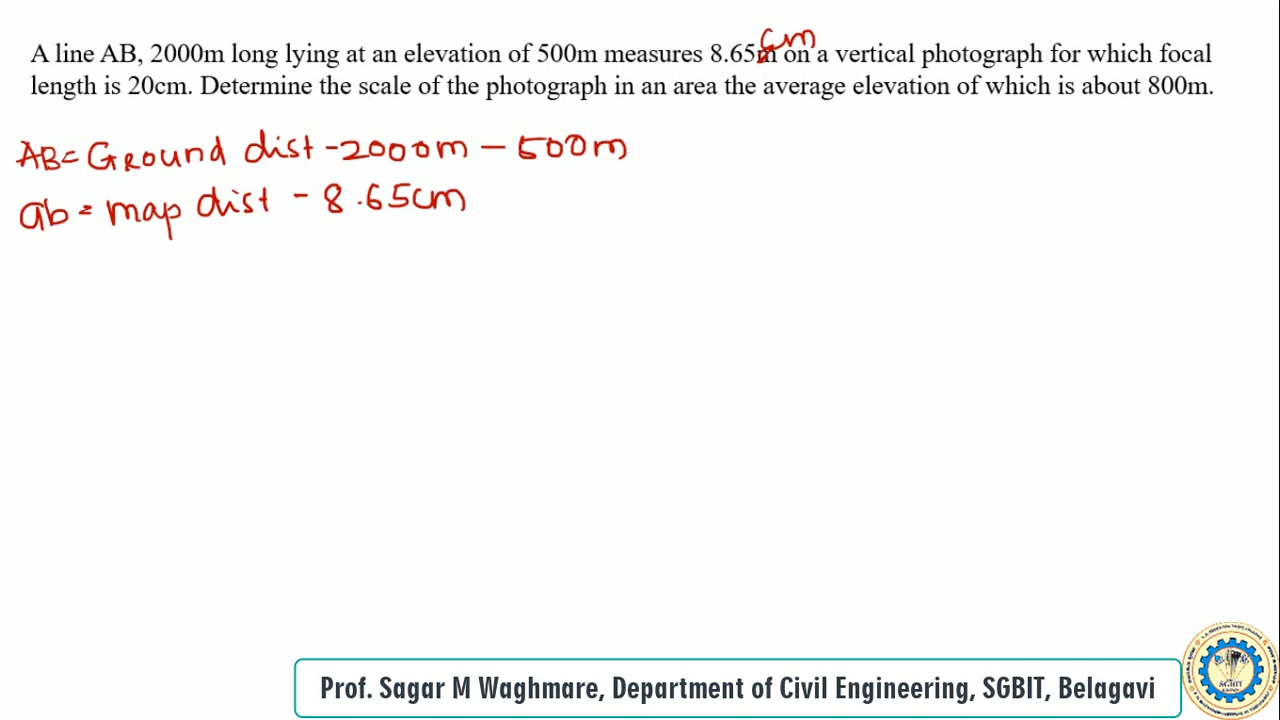 A line AB, 2000m long lying at an elevation of 500m measures 8.65cm on a vertical photograph for which focal
length is 20cm. Determine the scale of the photograph in an area the average elevation of which is about 800m.
AB= Ground dist - 2000m - 500m
ab = map dist - 8.65cm
Prof. Sagar M Waghmare, Department of Civil Engineering, SGBIT, Belagavi
SGBIT